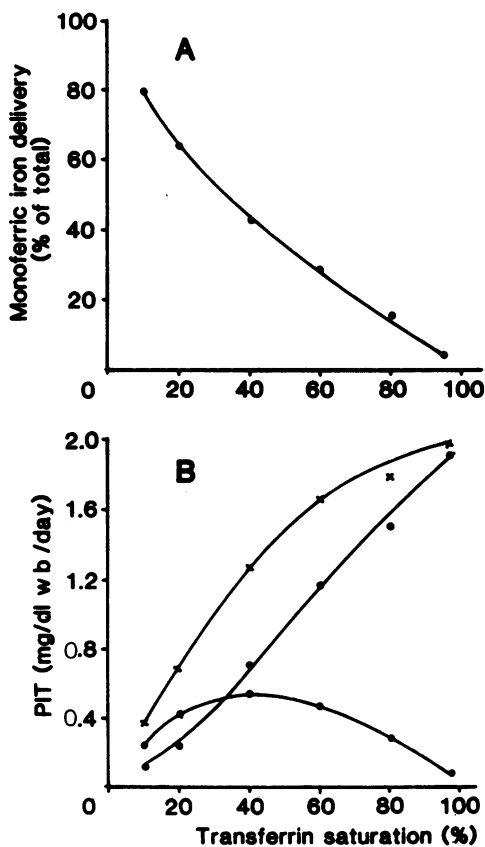 A
Monoferric iron delivery
(% of total)
100
80
60
40
20
0
20 40 60 80 100
B
PIT (mg/dl wb/day)
2.0
1.6
1.2
0.8
0.4
0
20 40 60 80 100
Transferrin saturation (%)